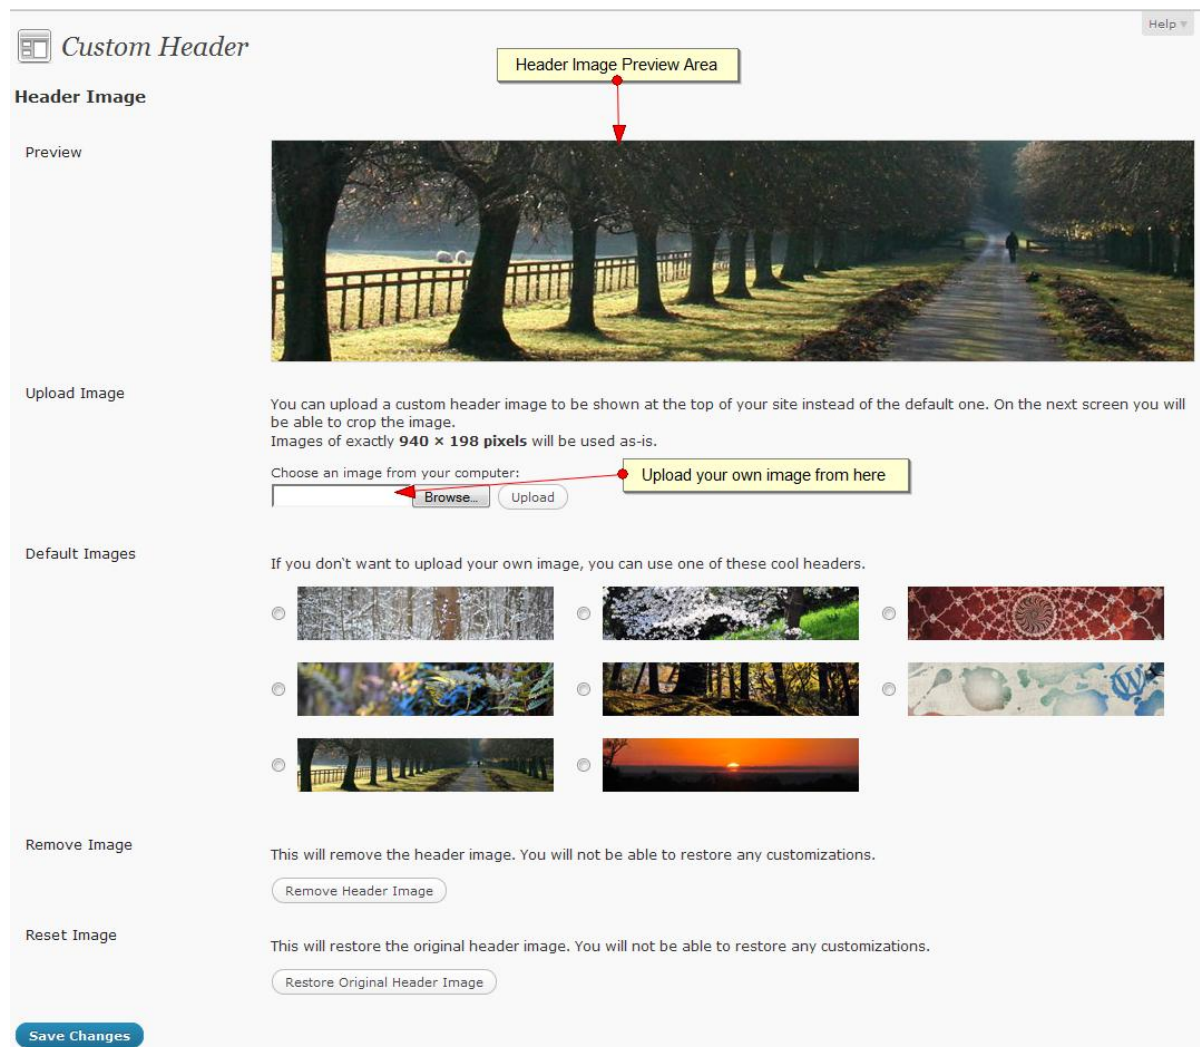 Help
Custom Header
Header Image Preview Area
Header Image
Preview
Upload Image
You can upload a custom header image to be shown at the top of your site instead of the default one. On the next screen you will
be able to crop the image.
Images of exactly 940 × 198 pixels will be used as-is.
Choose an image from your computer:
Upload your own image from here
Browse...
Upload
Default Images
If you don't want to upload your own image, you can use one of these cool headers.
W
Remove Image
This will remove the header image. You will not be able to restore any customizations.
Remove Header Image
Reset Image
This will restore the original header image. You will not be able to restore any customizations.
Restore Original Header Image
Save Changes